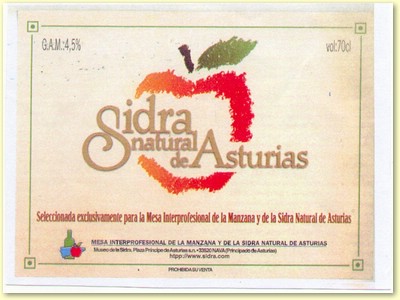 G.A.M.:4,5%
vol:70cl
Sidra
natural
de Asturias
Seleccionada exclusivamente para la Mesa Interprofesional de la Manzana y de la Sidra Natural de Asturias
MESA INTERPROFESIONAL DE LA MANZANA Y DE LA SIDRA NATURAL DE ASTURIAS
Museo de la Sidra, Plaza Príncipe de Asturias s.n. • 33520 NAVA (Principado de Asturias)
htpp://www.sidra.com
PROHIBIDA SU VENTA